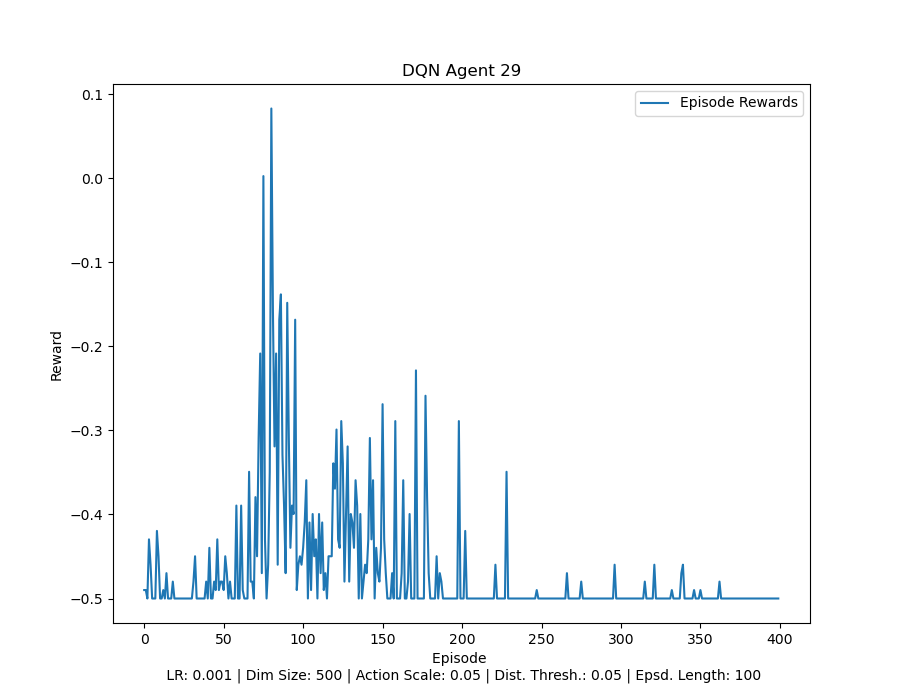 DQN Agent 29
Episode Rewards
0.1
0.0
−0.1
−0.2
−0.3
−0.4
−0.5
Reward
0 50 100 150 200 250 300 350 400
Episode
LR: 0.001 | Dim Size: 500 | Action Scale: 0.05 | Dist. Thresh.: 0.05 | Epsd. Length: 100